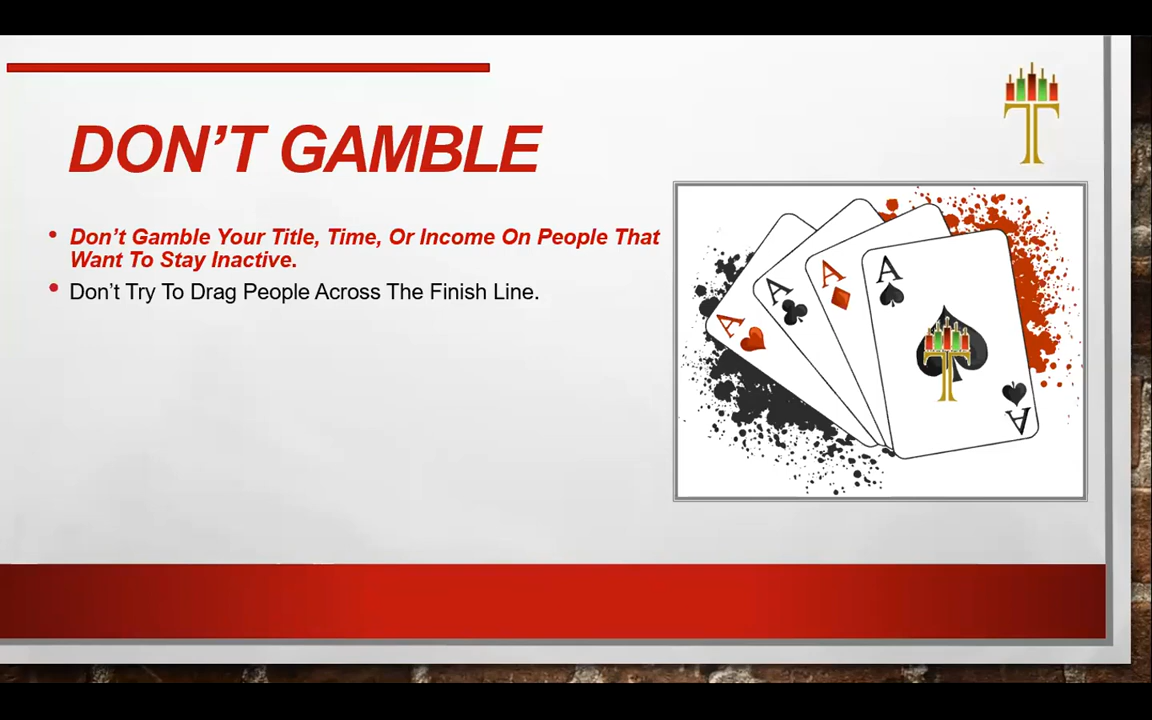 DON’T GAMBLE
• Don’t Gamble Your Title, Time, Or Income On People That
Want To Stay Inactive.
• Don’t Try To Drag People Across The Finish Line.
T
A
A
A
A
T
A